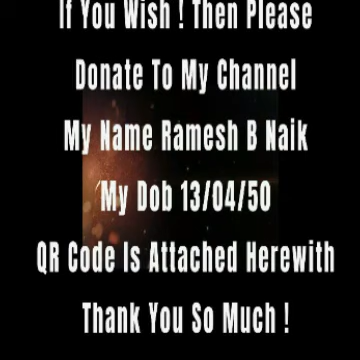 If You Wish ! Then Please
Donate To My Channel
My Name Ramesh B Naik
My Dob 13/04/50
QR Code Is Attached Herewith
Thank You So Much !